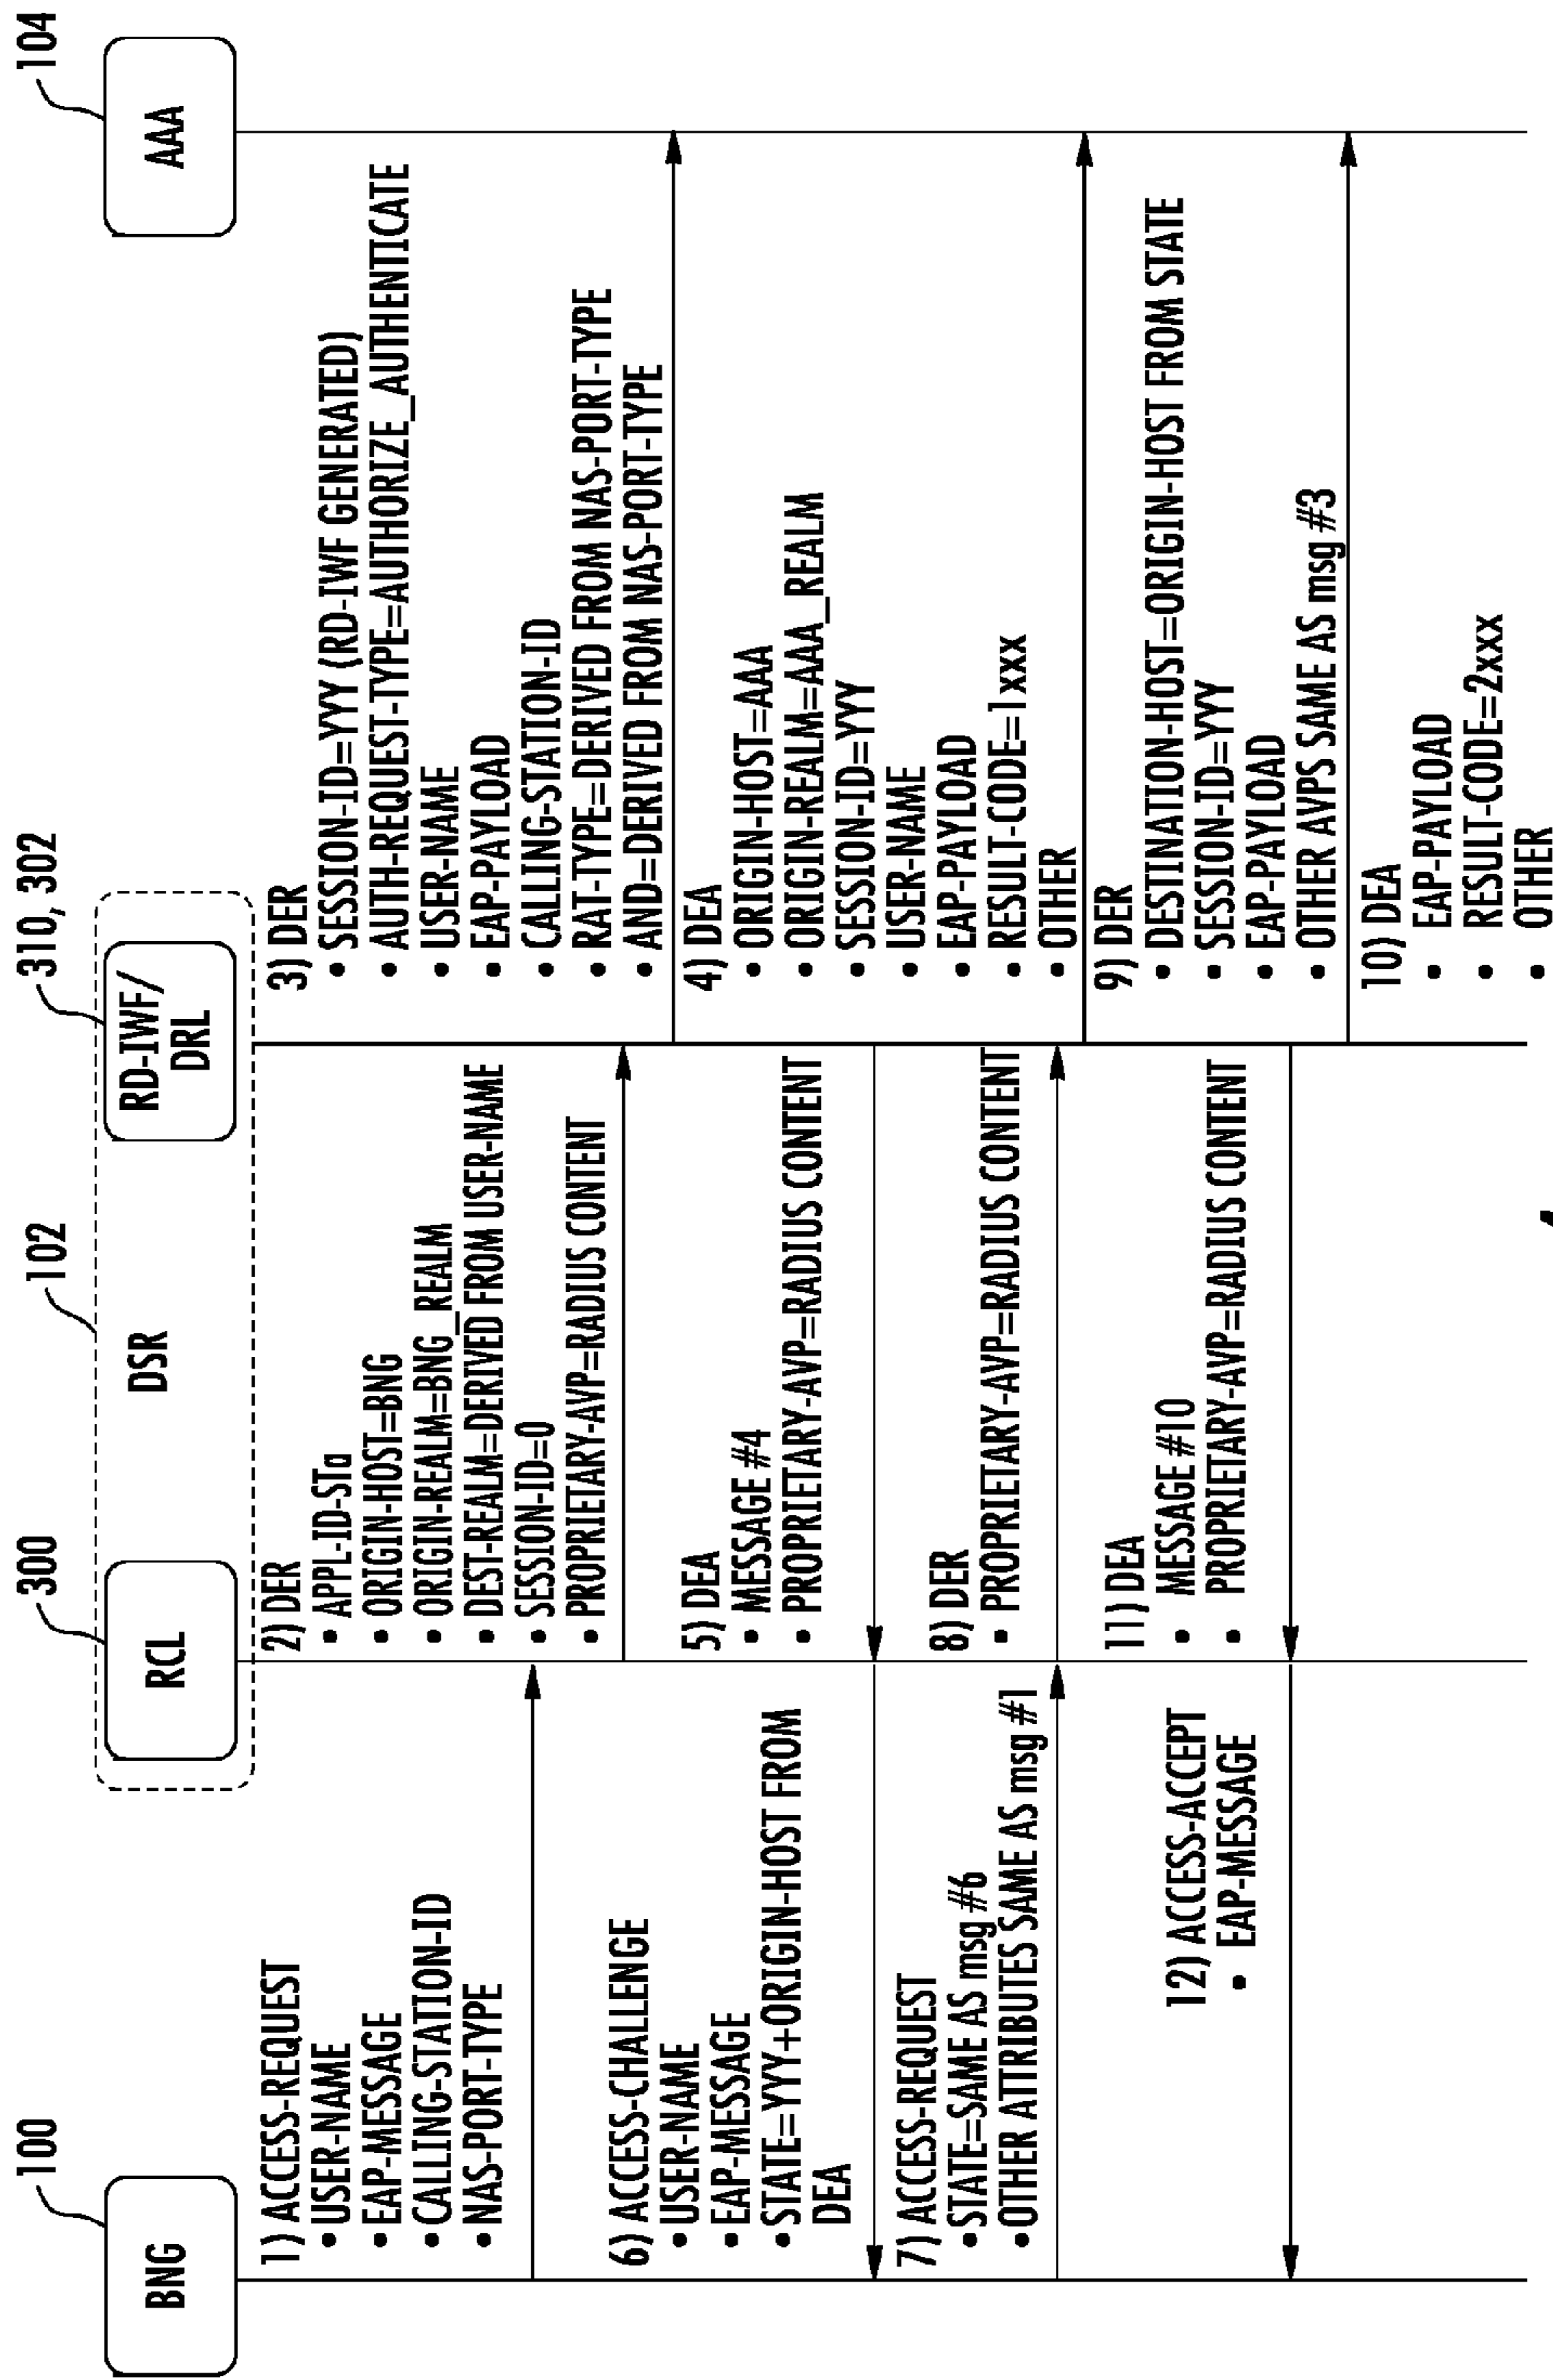 100
BNG
102
DSR
300
RCL
310, 302
RD-IWF/
DRL
104
AAA
1) ACCESS-REQUEST
•USER-NAME
•EAP-MESSAGE
•CALLING-STATION-ID
•NAS-PORT-TYPE
2) DER
• APPL-ID-STa
• ORIGIN-HOST=BNG
• ORIGIN-REALM=BNG_REALM
• DEST-REALM=DERIVED FROM USER-NAME
• SESSION-ID=0
• PROPRIETARY-AVP=RADIUS CONTENT
3) DER
• SESSION-ID=YYY (RD-IWF GENERATED)
• AUTH-REQUEST-TYPE=AUTHORIZE_AUTHENTICATE
• USER-NAME
• EAP-PAYLOAD
• CALLING-STATION-ID
• RAT-TYPE=DERIVED FROM NAS-PORT-TYPE
• AND=DERIVED FROM NAS-PORT-TYPE
4) DEA
• ORIGIN-HOST=AAA
• ORIGIN-REALM=AAA_REALM
• SESSION-ID=YYY
• USER-NAME
• EAP-PAYLOAD
• RESULT-CODE=1xxx
• OTHER
5) DEA
• MESSAGE #4
• PROPRIETARY-AVP=RADIUS CONTENT
6) ACCESS-CHALLENGE
•USER-NAME
•EAP-MESSAGE
•STATE=YYY+ORIGIN-HOST FROM
DEA
7) ACCESS-REQUEST
•STATE=SAME AS msg #6
•OTHER ATTRIBUTES SAME AS msg #1
8) DER
• PROPRIETARY-AVP=RADIUS CONTENT
9) DER
• DESTINATION-HOST=ORIGIN-HOST FROM STATE
• SESSION-ID=YYY
• EAP-PAYLOAD
• OTHER AVPS SAME AS msg #3
10) DEA
• EAP-PAYLOAD
• RESULT-CODE=2xxx
• OTHER
11) DEA
• MESSAGE #10
• PROPRIETARY-AVP=RADIUS CONTENT
12) ACCESS-ACCEPT
• EAP-MESSAGE